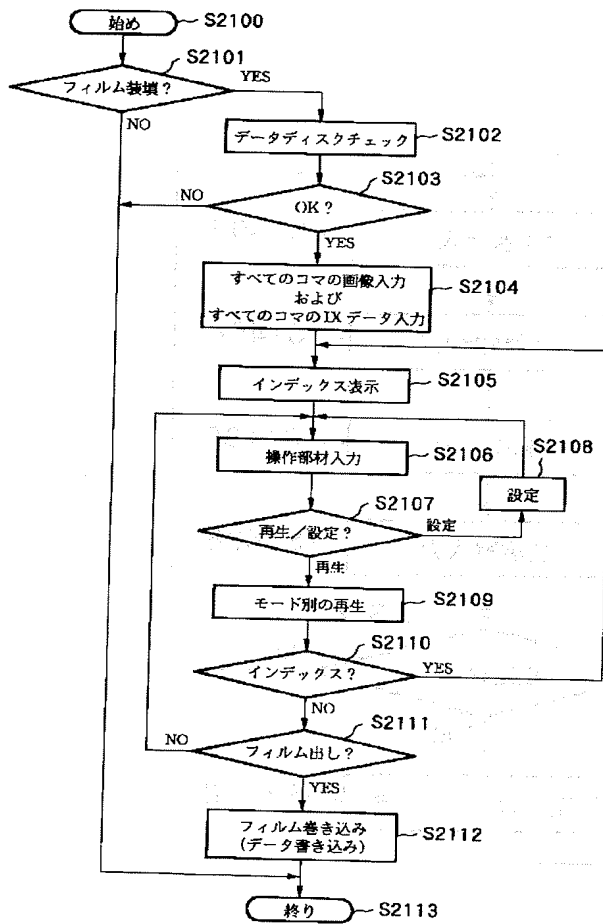 始め
S2100
S2101
フィルム装填?
YES
NO
データディスクチェック
S2102
S2103
NO
OK?
YES
すべてのコマの画像入力
および
すべてのコマのIXデータ入力
S2104
インデックス表示
S2105
操作部材入力
S2106
S2108
設定
S2107
再生/設定?
設定
再生
モード別の再生
S2109
S2110
インデックス?
YES
NO
S2111
NO
フィルム出し?
YES
フィルム巻き込み
(データ書き込み)
S2112
終り
S2113